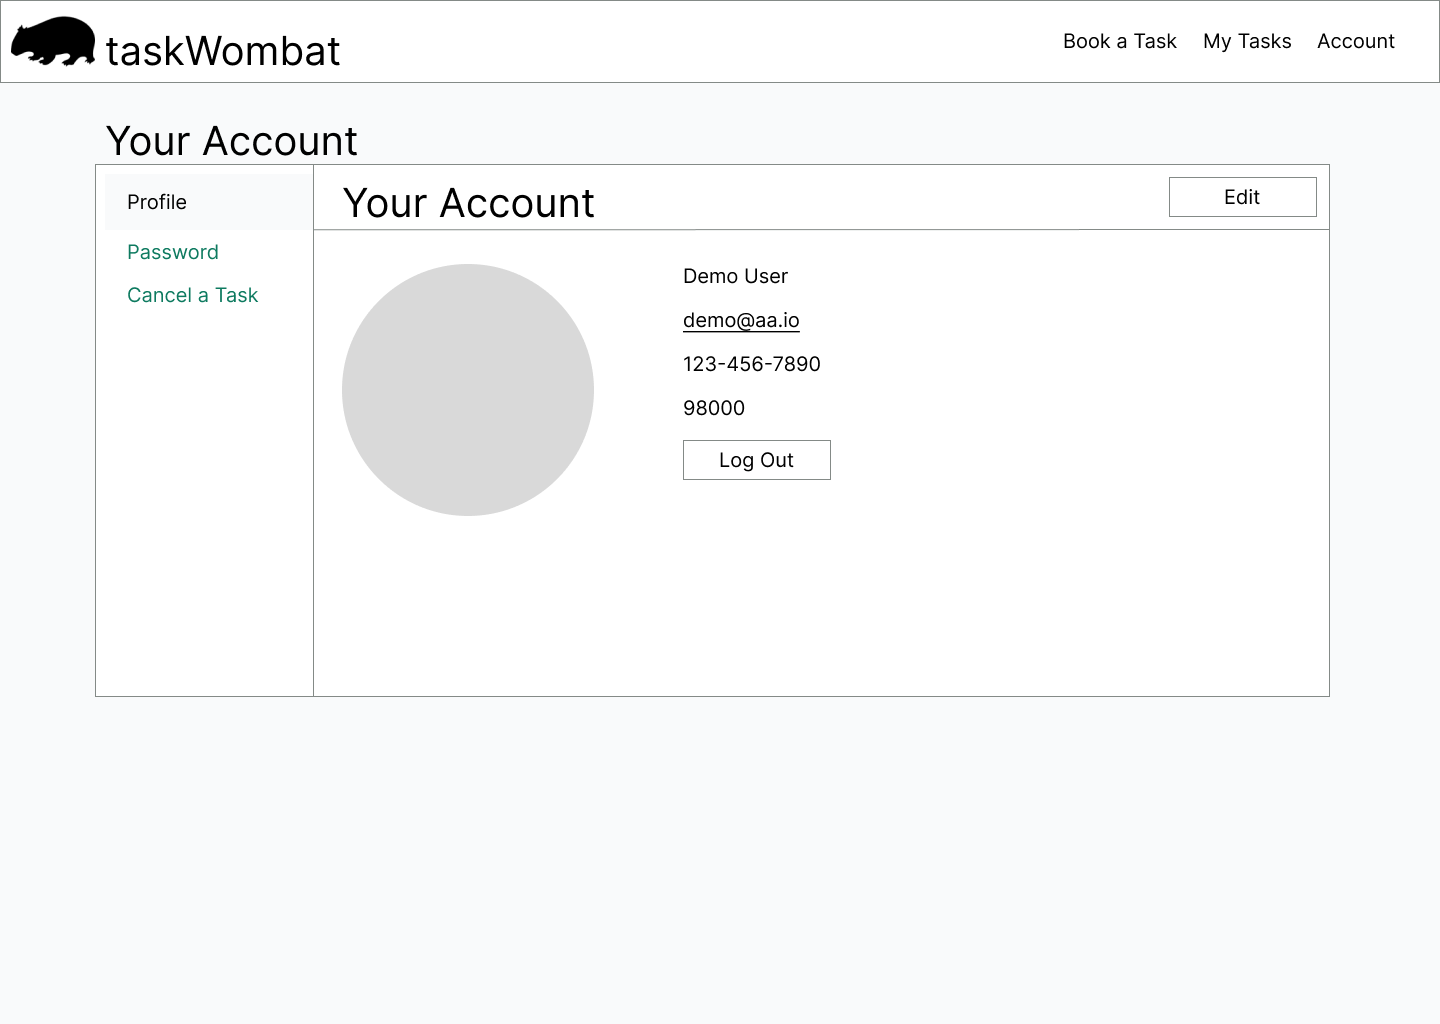 taskWombat
Book a Task
My Tasks
Account
Your Account
Profile
Password
Cancel a Task
Your Account
Edit
Demo User
demo@aa.io
123-456-7890
98000
Log Out